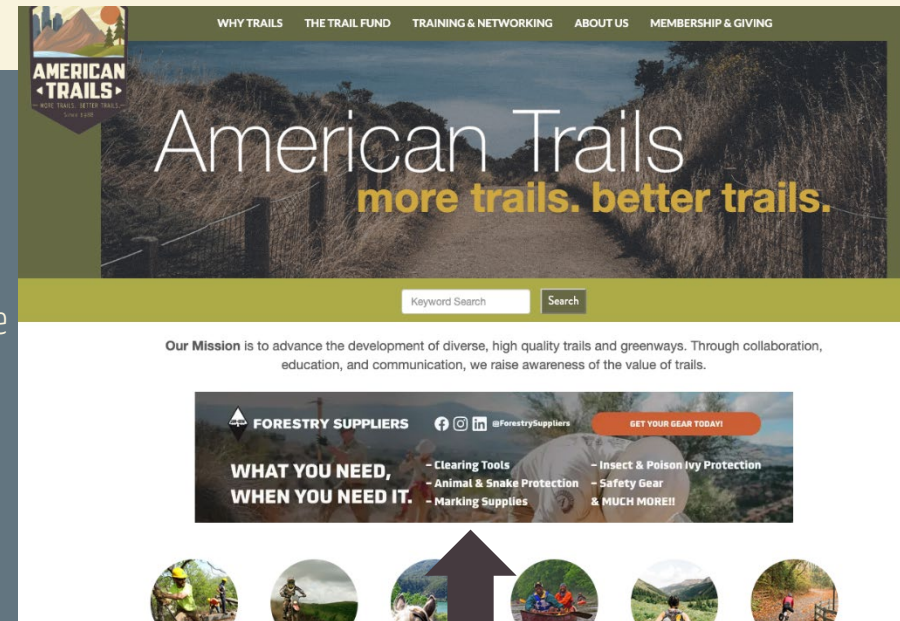 WHY TRAILS THE TRAIL FUND TRAINING & NETWORKING ABOUT US MEMBERSHIP & GIVING
AMERICAN
TRAILS
MORE TRAILS. BETTER TRAILS.
Since 1988
American Trails
more trails. better trails.
Keyword Search
Search
e
Our Mission is to advance the development of diverse, high quality trails and greenways. Through collaboration,
education, and communication, we raise awareness of the value of trails.
FORESTRY SUPPLIERS
@ForestrySuppliers
GET YOUR GEAR TODAY!
WHAT YOU NEED,
WHEN YOU NEED IT.
– Clearing Tools
– Animal & Snake Protection
– Marking Supplies
– Insect & Poison Ivy Protection
– Safety Gear
& MUCH MORE!!